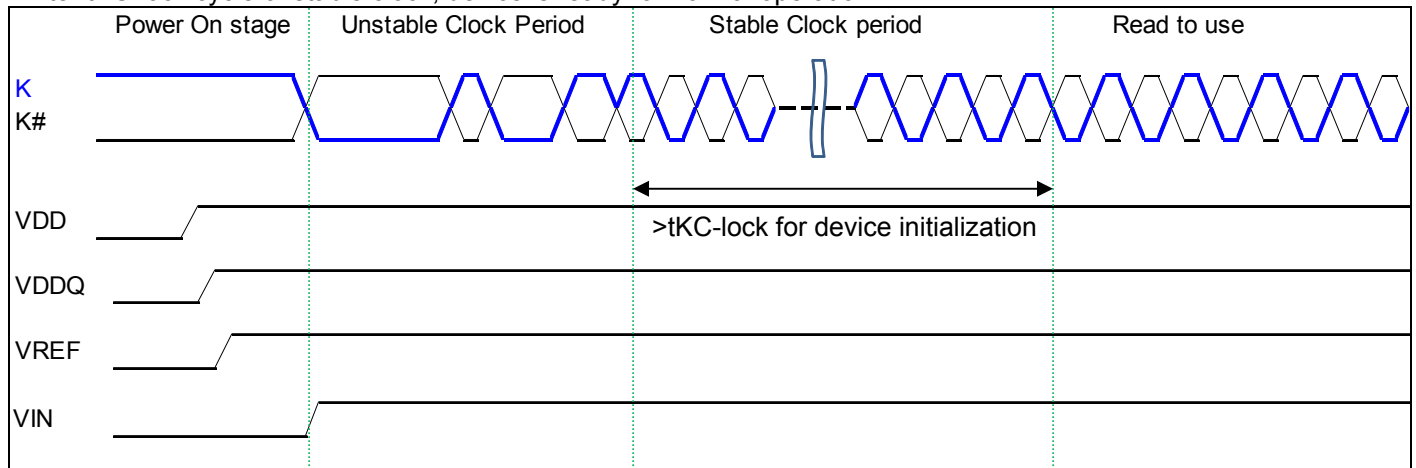 Power On stage Unstable Clock Period Stable Clock period Read to use
K
K#
VDD
>tKC-lock for device initialization
VDDQ
VREF
VIN